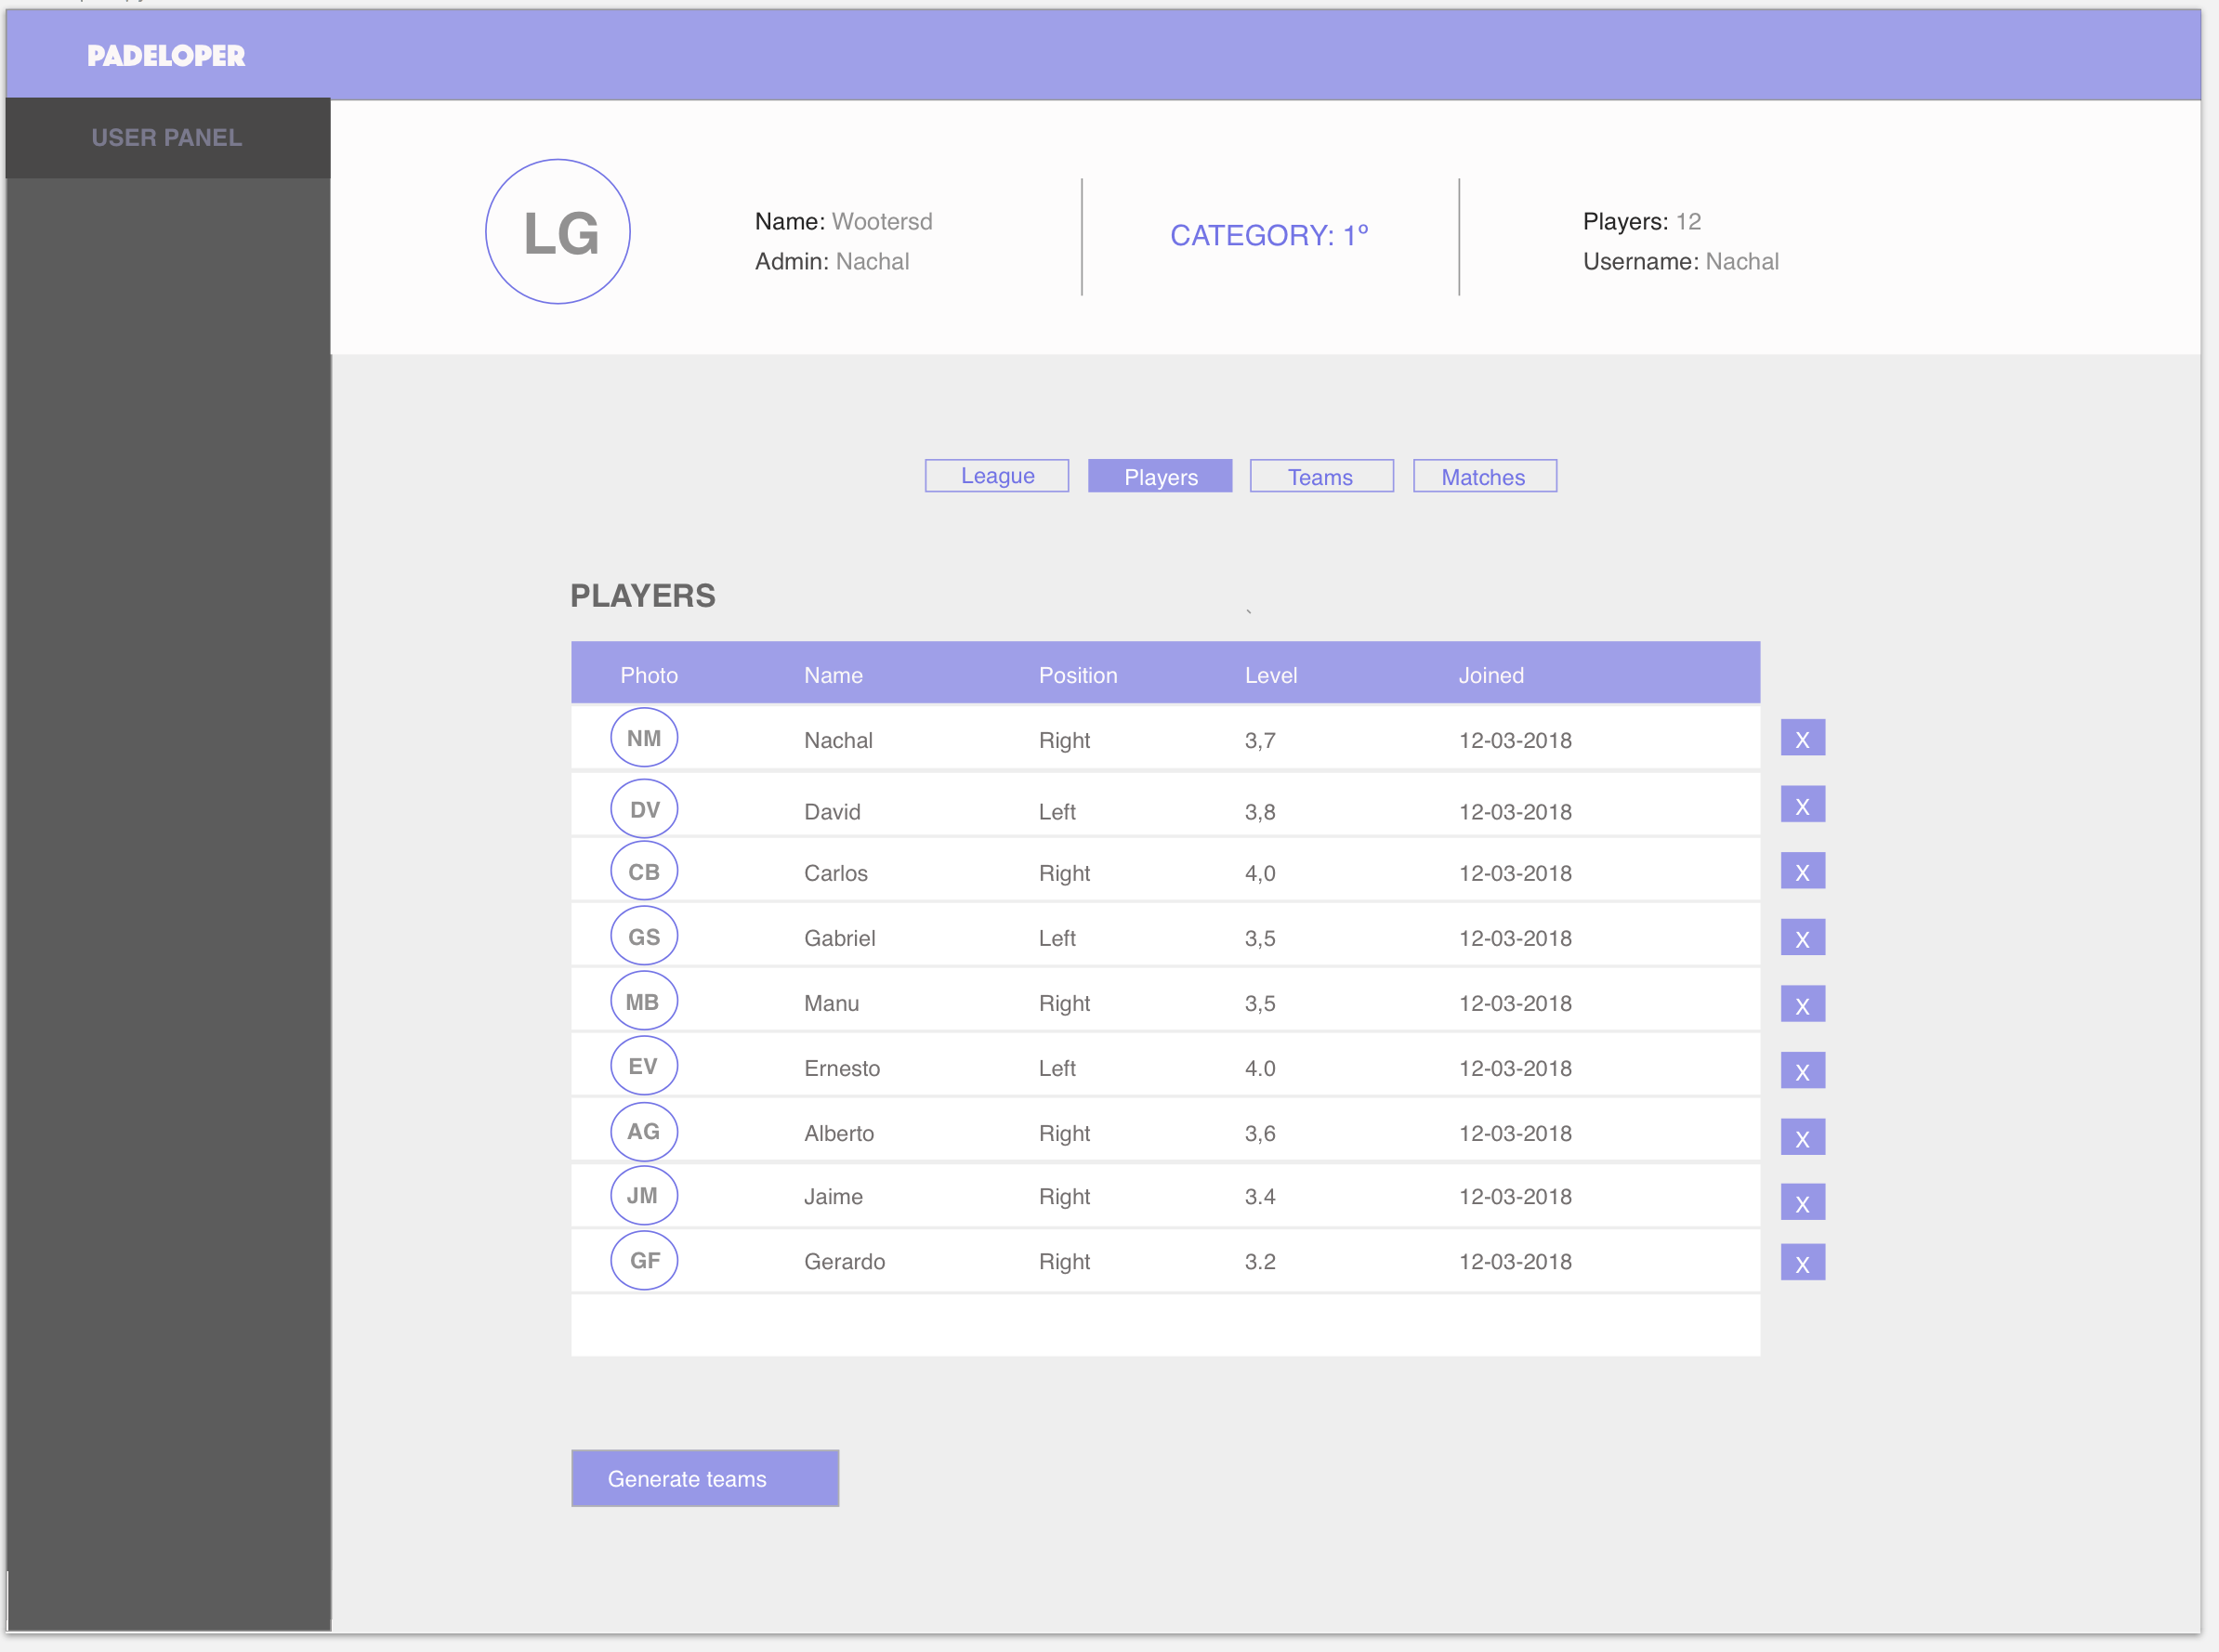 PADELOPER
USER PANEL
LG
Name: Wootersd
Admin: Nachal
CATEGORY: 1º
Players: 12
Username: Nachal
League Players Teams Matches
PLAYERS
`
Photo Name Position Level Joined
NM Nachal Right 3,7 12-03-2018 X
DV David Left 3,8 12-03-2018 X
CB Carlos Right 4,0 12-03-2018 X
GS Gabriel Left 3,5 12-03-2018 X
MB Manu Right 3,5 12-03-2018 X
EV Ernesto Left 4.0 12-03-2018 X
AG Alberto Right 3,6 12-03-2018 X
JM Jaime Right 3.4 12-03-2018 X
GF Gerardo Right 3.2 12-03-2018 X
Generate teams